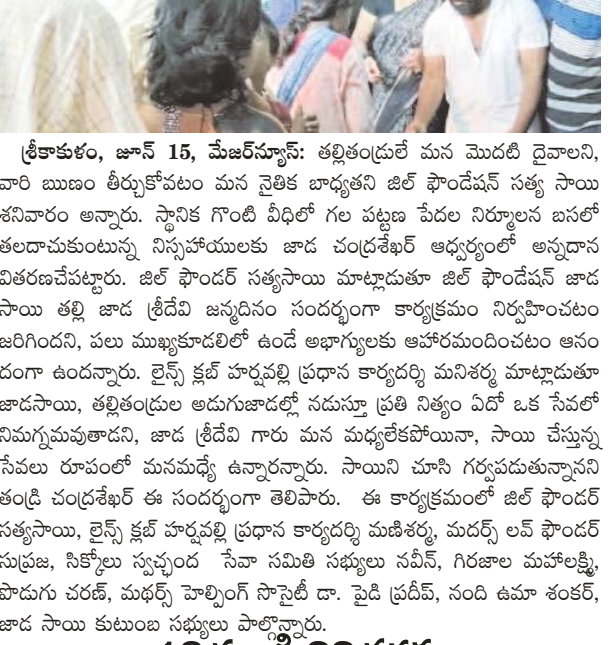 శ్రీకాకుళం, జూన్ 15, మేజర్‌న్యూస్: తల్లితండ్రులే మన మొదటి దైవాలని,
వారి ఋణం తీర్చుకోవటం మన నైతిక బాధ్యతని జిల్ ఫౌండేషన్ సత్య సాయి
శనివారం అన్నారు. స్థానిక గొంటి వీధిలో గల పట్టణ పేదల నిర్మూలన బసలో
తలదాచుకుంటున్న నిస్సహాయులకు జాడ చంద్రశేఖర్ ఆధ్వర్యంలో అన్నదాన
వితరణచేపట్టారు. జిల్ ఫౌండర్ సత్యసాయి మాట్లాడుతూ జిల్ ఫౌండేషన్ జాడ
సాయి తల్లి జాడ శ్రీదేవి జన్మదినం సందర్భంగా కార్యక్రమం నిర్వహించటం
జరిగిందని, పలు ముఖ్యకూడలిలో ఉండే అభాగ్యులకు ఆహారమందించటం ఆనం
దంగా ఉందన్నారు. లైన్స్ క్లబ్ హర్షవల్లి ప్రధాన కార్యదర్శి మనిశర్మ మాట్లాడుతూ
జాడసాయి, తల్లితండ్రుల అడుగుజాడల్లో నడుస్తూ ప్రతి నిత్యం ఏదో ఒక సేవలో
నిమగ్నమవుతాడని, జాడ శ్రీదేవి గారు మన మధ్యలేకపోయినా, సాయి చేస్తున్న
సేవలు రూపంలో మనమధ్యే ఉన్నారన్నారు. సాయిని చూసి గర్వపడుతున్నానని
తండ్రి చంద్రశేఖర్ ఈ సందర్భంగా తెలిపారు. ఈ కార్యక్రమంలో జిల్ ఫౌండర్
సత్యసాయి, లైన్స్ క్లబ్ హర్షవల్లి ప్రధాన కార్యదర్శి మణిశర్మ, మదర్స్ లవ్ ఫౌండర్
సుప్రజ, సిక్కోలు స్వచ్ఛంద సేవా సమితి సభ్యులు నవీన్, గిరజాల మహాలక్ష్మి,
పొడుగు చరణ్, మథర్స్ హెల్పింగ్ సొసైటీ డా. పైడి ప్రదీప్, నంది ఉమా శంకర్,
జాడ సాయి కుటుంబ సభ్యులు పాల్గొన్నారు.